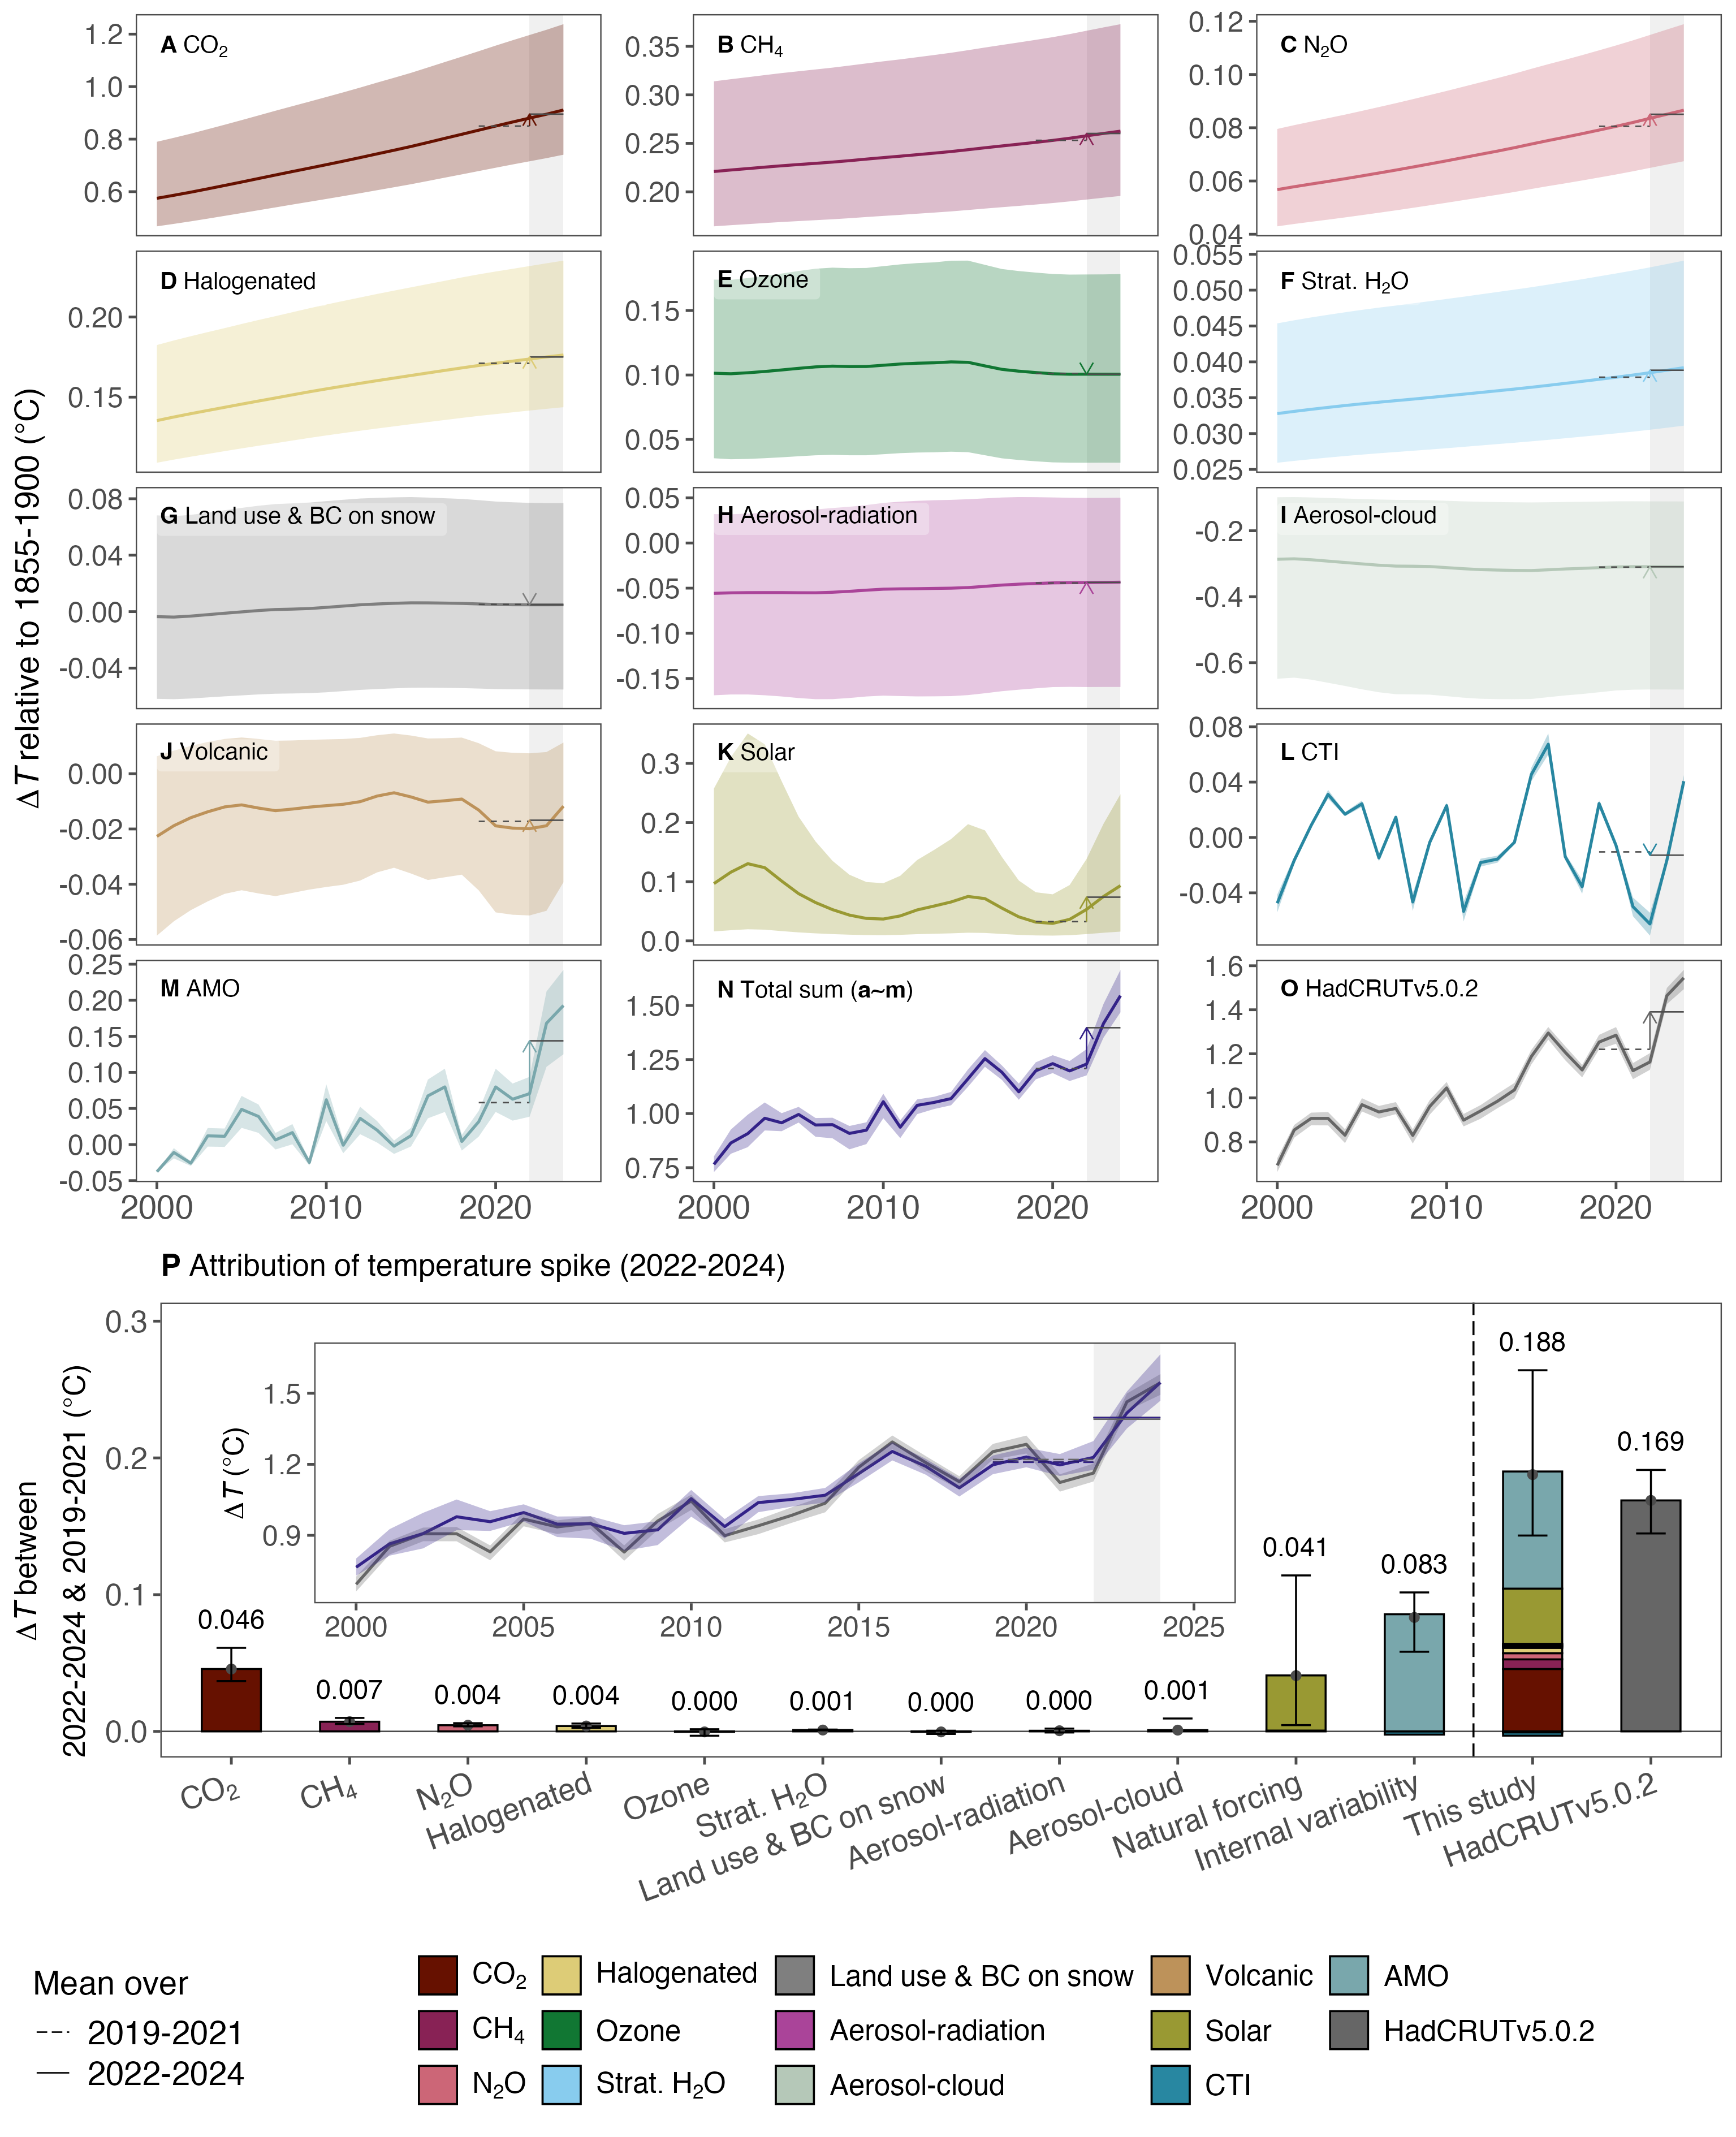 Δ T relative to 1855-1900 (°C)
A CO₂
1.2
1.0
0.8
0.6
B CH₄
0.35
0.30
0.25
0.20
C N₂O
0.12
0.10
0.08
0.06
0.04
D Halogenated
0.20
0.15
E Ozone
0.15
0.10
0.05
F Strat. H₂O
0.055
0.050
0.045
0.040
0.035
0.030
0.025
G Land use & BC on snow
0.08
0.04
0.00
-0.04
H Aerosol-radiation
0.05
0.00
-0.05
-0.10
-0.15
I Aerosol-cloud
-0.2
-0.4
-0.6
J Volcanic
0.00
-0.02
-0.04
-0.06
K Solar
0.3
0.2
0.1
0.0
L CTI
0.08
0.04
0.00
-0.04
M AMO
0.25
0.20
0.15
0.10
0.05
0.00
-0.05
2000 2010 2020
N Total sum (a~m)
1.50
1.25
1.00
0.75
2000 2010 2020
O HadCRUTv5.0.2
1.6
1.4
1.2
1.0
0.8
2000 2010 2020
P Attribution of temperature spike (2022-2024)
Δ T between
2022-2024 & 2019-2021 (°C)
0.3
0.2
0.1
0.0
Δ T (°C)
1.5
1.2
0.9
2000 2005 2010 2015 2020 2025
0.046
0.007
0.004
0.004
0.000
0.001
0.000
0.000
0.001
0.041
0.083
0.188
0.169
CO₂
CH₄
N₂O
Halogenated
Ozone
Strat. H₂O
Land use & BC on snow
Aerosol-radiation
Aerosol-cloud
Natural forcing
Internal variability
This study
HadCRUTv5.0.2
Mean over
2019-2021
2022-2024
CO₂
CH₄
N₂O
Halogenated
Ozone
Strat. H₂O
Land use & BC on snow
Aerosol-radiation
Aerosol-cloud
Volcanic
Solar
CTI
AMO
HadCRUTv5.0.2